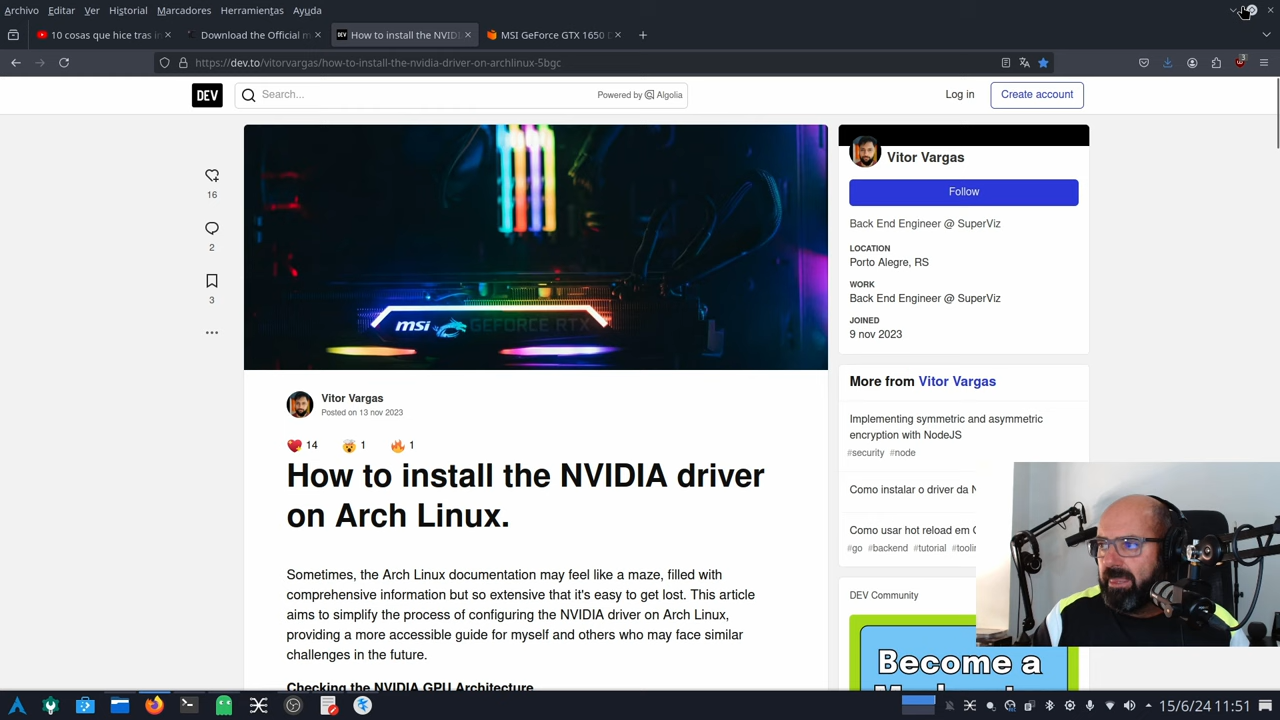 Archivo Editar Ver Historial Marcadores Herramientas Ayuda
10 cosas que hice tras i
Download the Official m
DEV How to install the NVID
MSI GeForce GTX 1650 D
https://dev.to/vitorvargas/how-to-install-the-nvidia-driver-on-archlinux-5bgc
DEV
Search...
Powered by Algolia
Log in
Create account
16
2
3
msi GEFORCE RTX
Vitor Vargas
Posted on 13 nov 2023
14 1 1
How to install the NVIDIA driver
on Arch Linux.
Sometimes, the Arch Linux documentation may feel like a maze, filled with
comprehensive information but so extensive that it's easy to get lost. This article
aims to simplify the process of configuring the NVIDIA driver on Arch Linux,
providing a more accessible guide for myself and others who may face similar
challenges in the future.
Checking the NVIDIA GPU Architecture
Vitor Vargas
Follow
Back End Engineer @ SuperViz
LOCATION
Porto Alegre, RS
WORK
Back End Engineer @ SuperViz
JOINED
9 nov 2023
More from Vitor Vargas
Implementing symmetric and asymmetric
encryption with NodeJS
#security #node
Como instalar o driver da N
Como usar hot reload em
#go #backend #tutorial #toolin
DEV Community
Become a
15/6/24 11:51